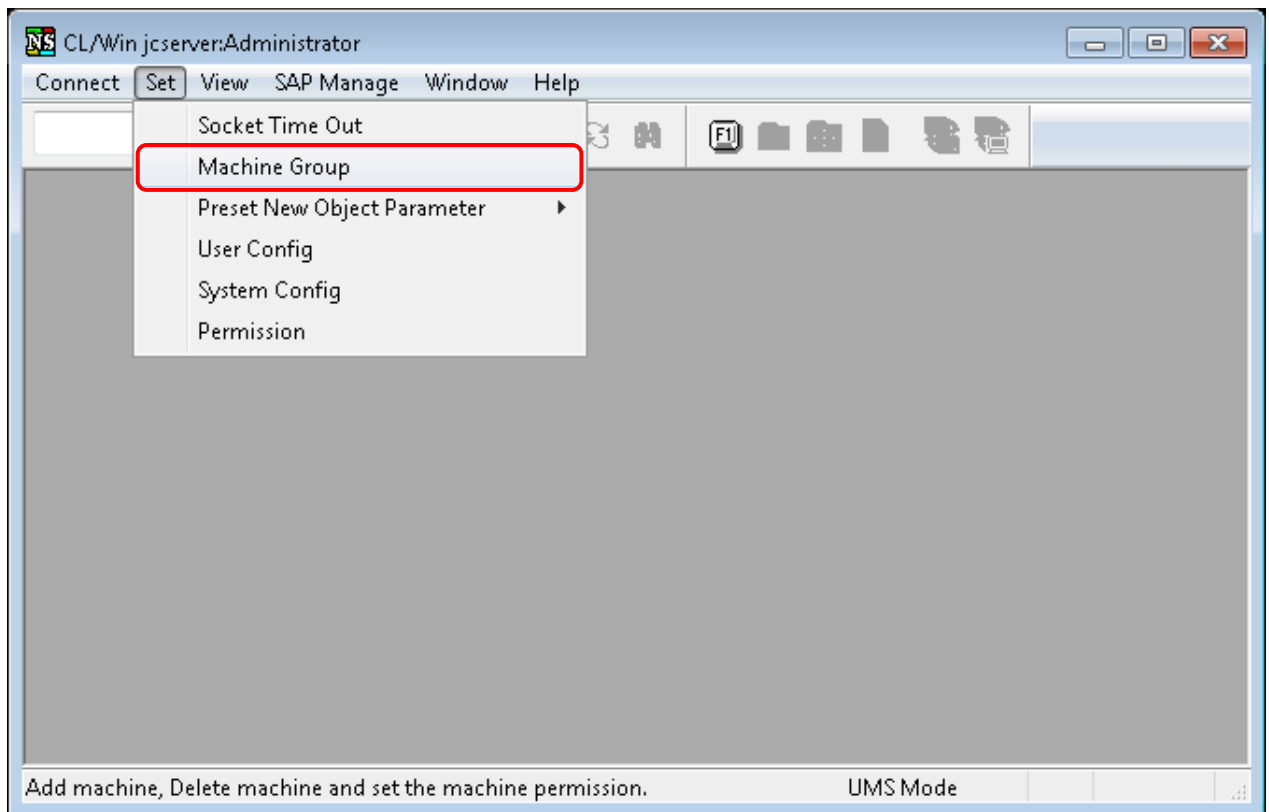 NS CL/Win jcserver:Administrator
Connect Set View SAP Manage Window Help
Socket Time Out
F1
Machine Group
Preset New Object Parameter
User Config
System Config
Permission
Add machine, Delete machine and set the machine permission. UMS Mode